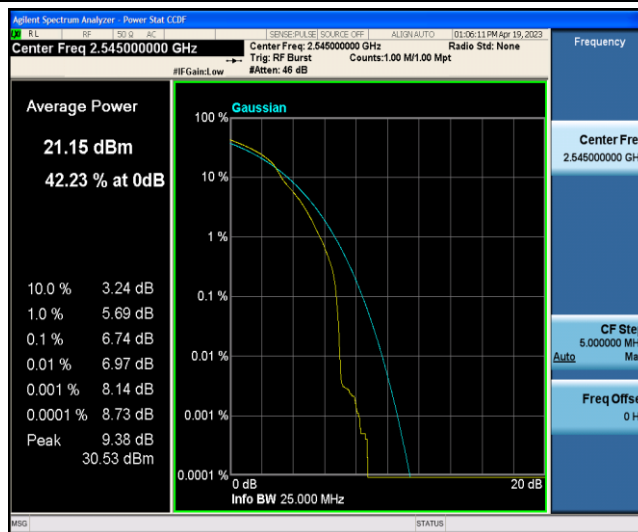 Agilent Spectrum Analyzer - Power Stat CCDF
RL RF 50 Ω AC SENSE:PULSE SOURCE OFF ALIGN AUTO 01:06:11 PM Apr 19, 2023
Center Freq 2.545000000 GHz
Center Freq: 2.545000000 GHz Radio Std: None
Trig: RF Burst Counts:1.00 M/1.00 Mpt
#IFGain:Low #Atten: 46 dB
Frequency
Average Power
21.15 dBm
42.23 % at 0dB
10.0 % 3.24 dB
1.0 % 5.69 dB
0.1 % 6.74 dB
0.01 % 6.97 dB
0.001 % 8.14 dB
0.0001 % 8.73 dB
Peak 9.38 dB
30.53 dBm
Gaussian
100 %
10 %
1 %
0.1 %
0.01 %
0.001 %
0.0001 %
0 dB 20 dB
Info BW 25.000 MHz
Center Fre
2.545000000 GH
CF Ste
5.000000 MH
Auto Ma
Freq Offse
0 H
MSG STATUS